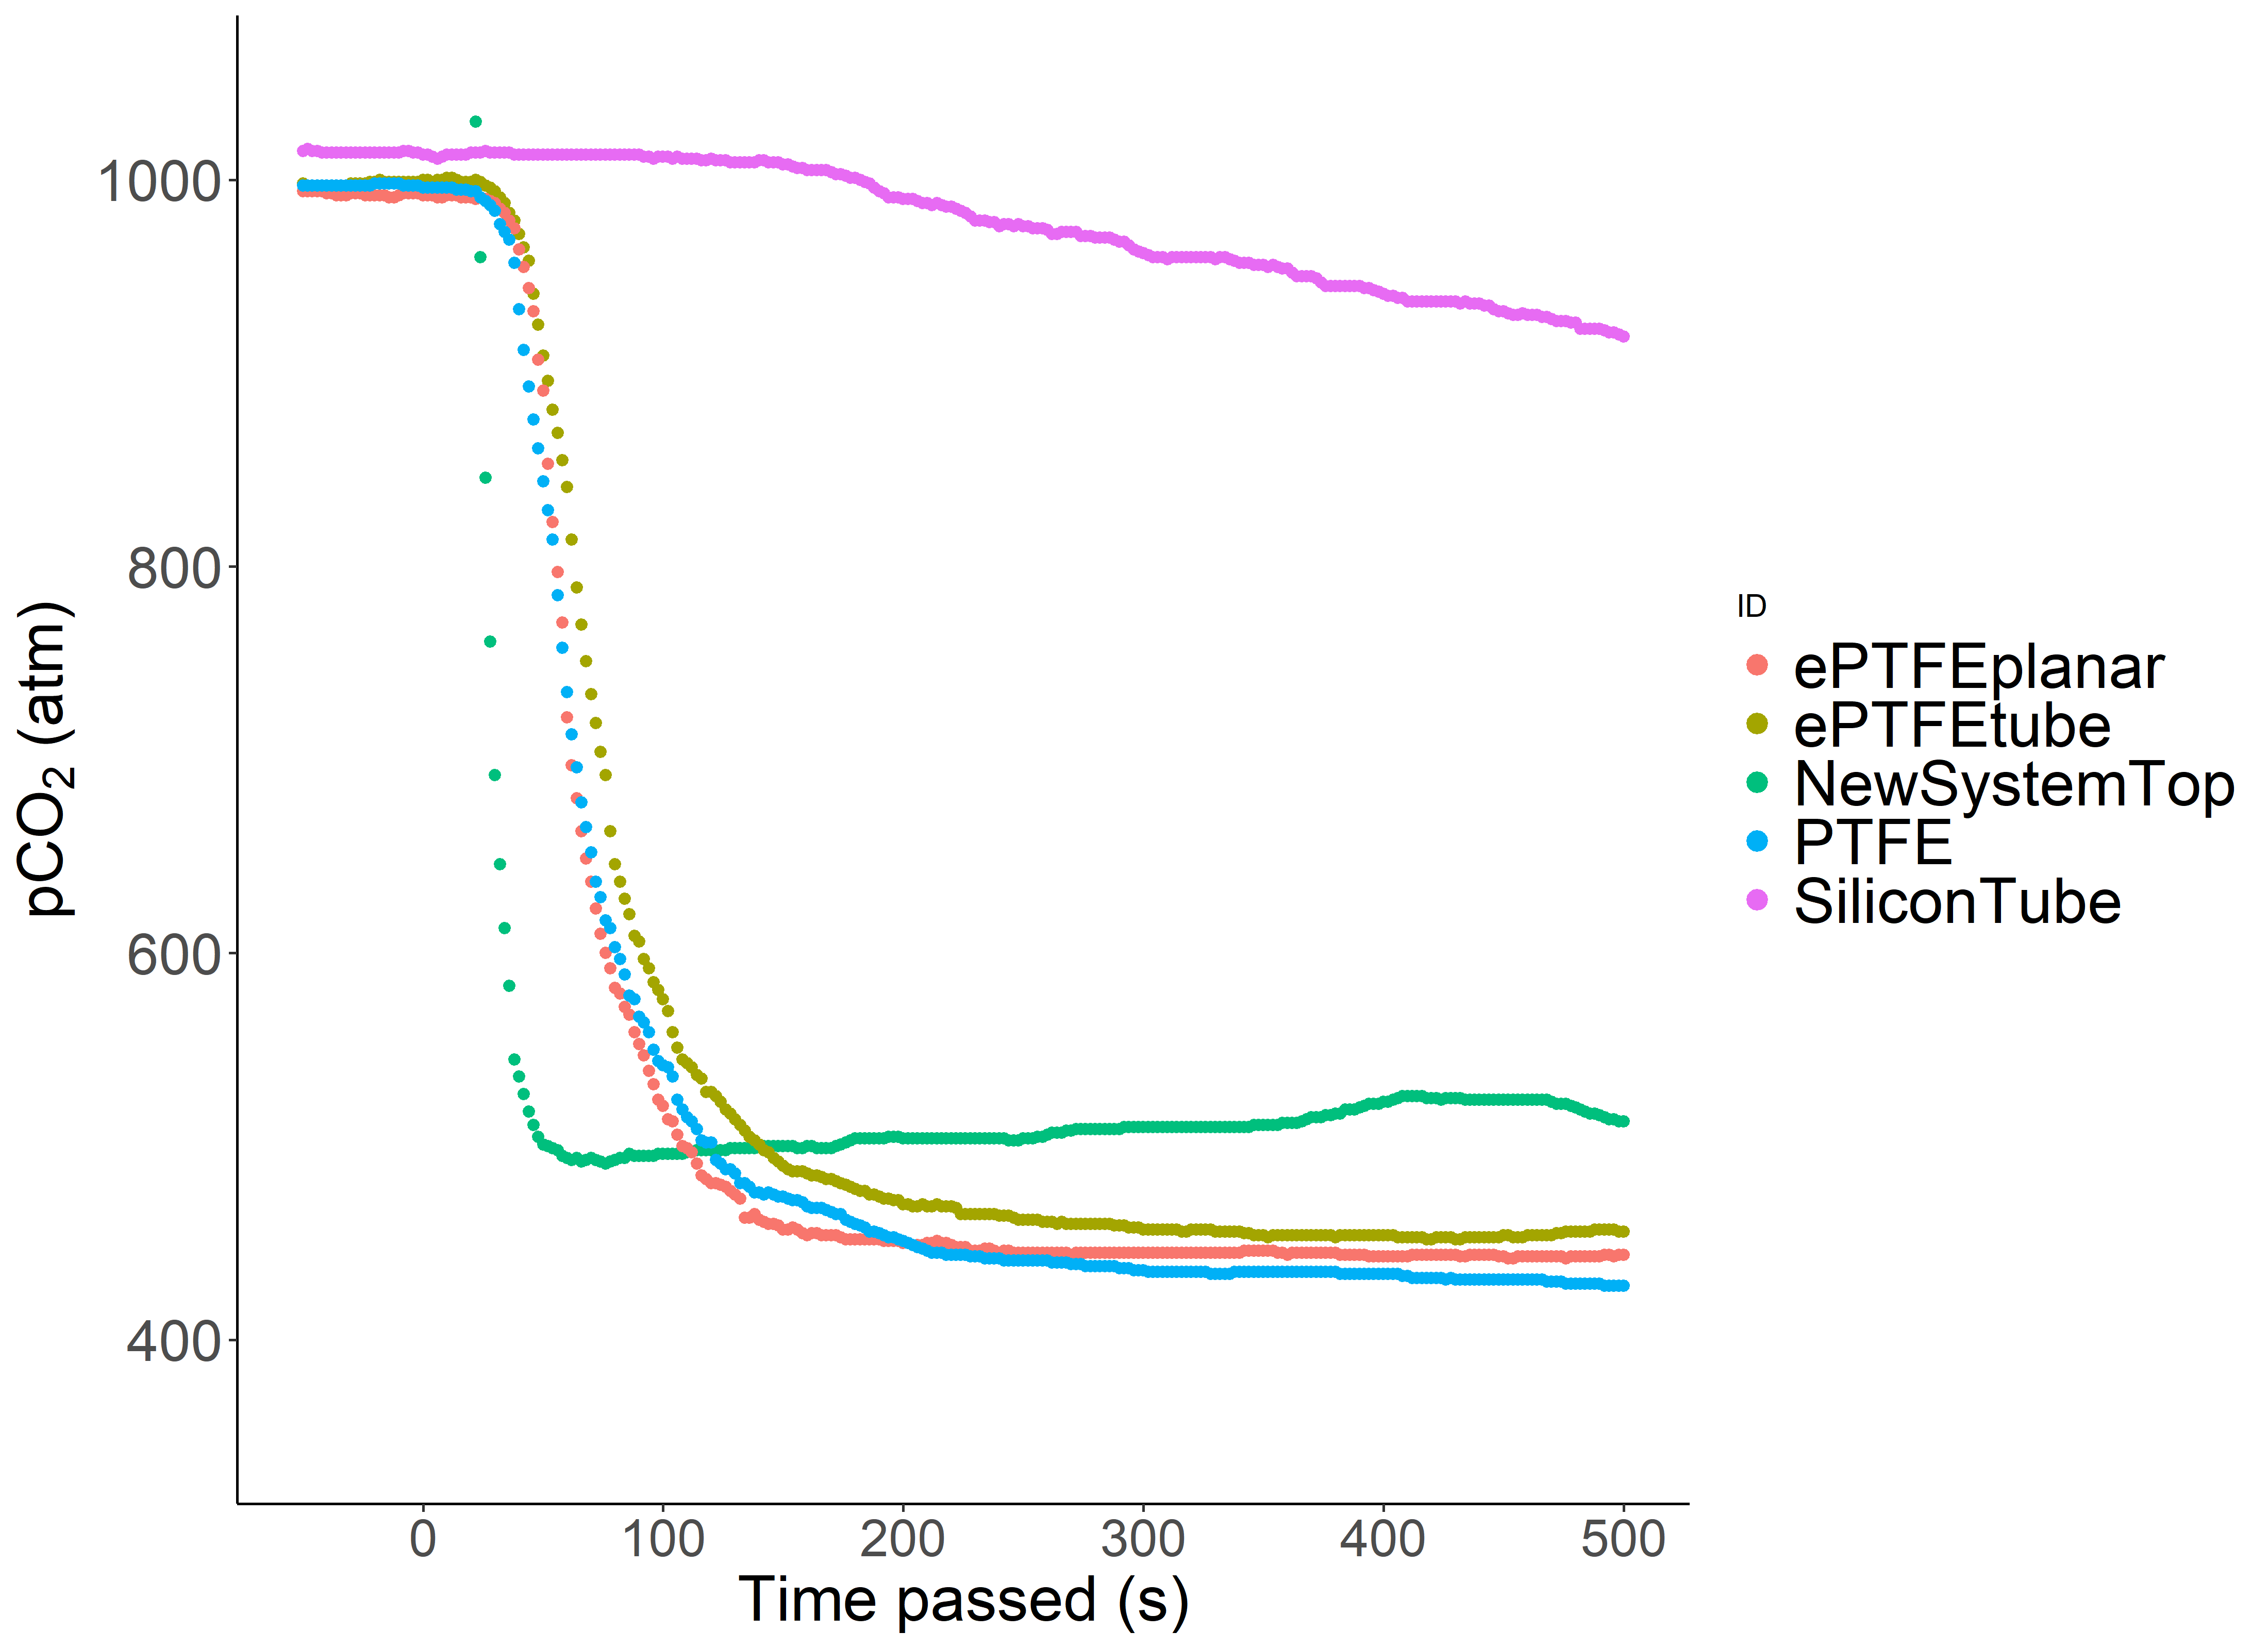 pCO₂ (atm)
1000
800
600
400
0 100 200 300 400 500
Time passed (s)
ID
ePTFEplanar
ePTFEtube
NewSystemTop
PTFE
SiliconTube